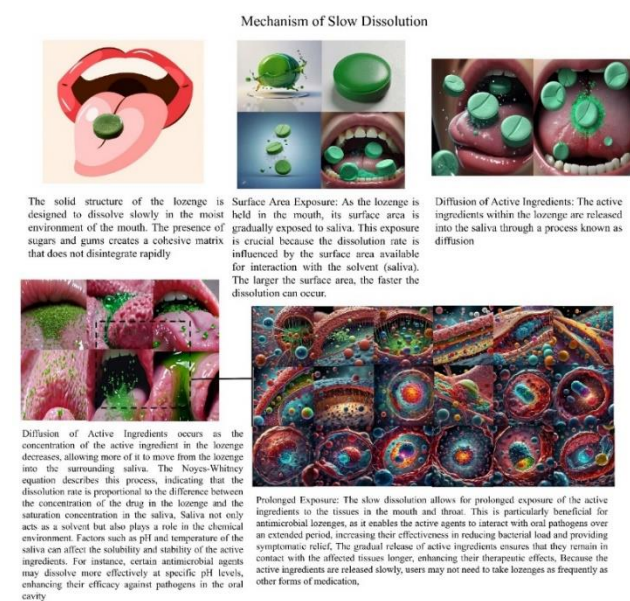 Mechanism of Slow Dissolution
The solid structure of the lozenge is
designed to dissolve slowly in the moist
environment of the mouth. The presence of
sugars and gums creates a cohesive matrix
that does not disintegrate rapidly
Surface Area Exposure: As the lozenge is
held in the mouth, its surface area is
gradually exposed to saliva. This exposure
is crucial because the dissolution rate is
influenced by the surface area available
for interaction with the solvent (saliva).
The larger the surface area, the faster the
dissolution can occur.
Diffusion of Active Ingredients: The active
ingredients within the lozenge are released
into the saliva through a process known as
diffusion
Diffusion of Active Ingredients occurs as the
concentration of the active ingredient in the lozenge
decreases, allowing more of it to move from the lozenge
into the surrounding saliva. The Noyes-Whitney
equation describes this process, indicating that the
dissolution rate is proportional to the difference between
the concentration of the drug in the lozenge and the
saturation concentration in the saliva, Saliva not only
acts as a solvent but also plays a role in the chemical
environment. Factors such as pH and temperature of the
saliva can affect the solubility and stability of the active
ingredients. For instance, certain antimicrobial agents
may dissolve more effectively at specific pH levels,
enhancing their efficacy against pathogens in the oral
cavity
Prolonged Exposure: The slow dissolution allows for prolonged exposure of the active
ingredients to the tissues in the mouth and throat. This is particularly beneficial for
antimicrobial lozenges, as it enables the active agents to interact with oral pathogens over
an extended period, increasing their effectiveness in reducing bacterial load and providing
symptomatic relief, The gradual release of active ingredients ensures that they remain in
contact with the affected tissues longer, enhancing their therapeutic effects, Because the
active ingredients are released slowly, users may not need to take lozenges as frequently as
other forms of medication,